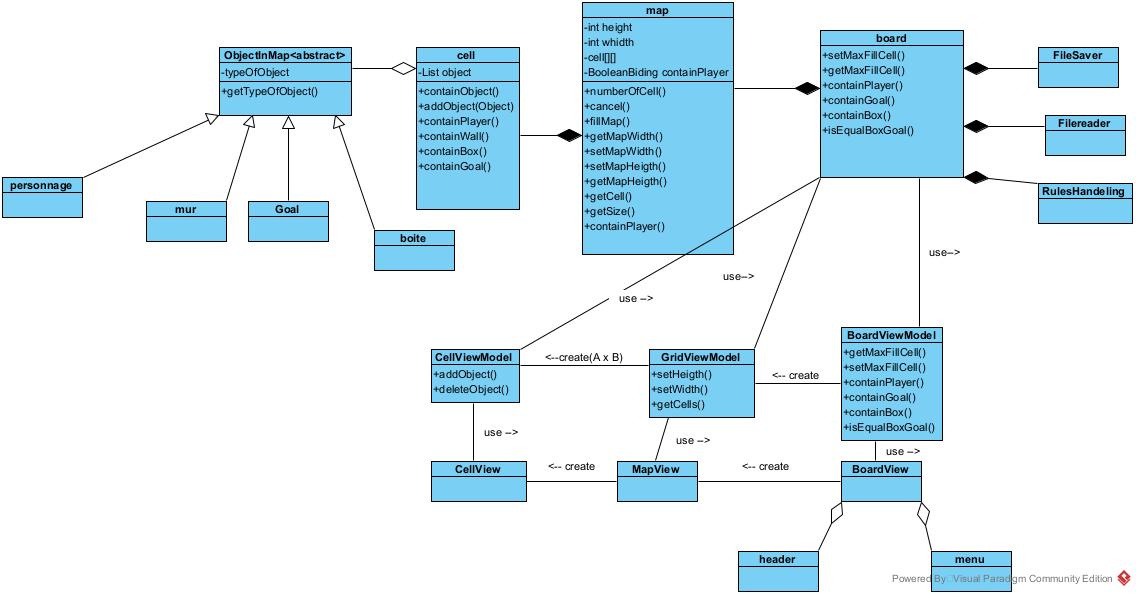 ObjectInMap<abstract>
-typeOfObject
+getTypeOfObject()
cell
-List object
+containObject()
+addObject(Object)
+containPlayer()
+containWall()
+containBox()
+containGoal()
map
-int height
-int whidth
-cell[][]
-BooleanBiding containPlayer
+numberOfCell()
+cancel()
+fillMap()
+getMapWidth()
+setMapWidth()
+setMapHeigth()
+getMapHeigth()
+getCell()
+getSize()
+containPlayer()
board
+setMaxFillCell()
+getMaxFillCell()
+containPlayer()
+containGoal()
+containBox()
+isEqualBoxGoal()
FileSaver
Filereader
RulesHandeling
personnage
mur
Goal
boite
use-->
use-->
use -->
CellViewModel
+addObject()
+deleteObject()
<--create(A x B)
GridViewModel
+setHeigth()
+setWidth()
+getCells()
<-- create
BoardViewModel
+getMaxFillCell()
+setMaxFillCell()
+containPlayer()
+containGoal()
+containBox()
+isEqualBoxGoal()
use -->
use -->
use -->
CellView
<-- create
MapView
<-- create
BoardView
header
menu
Powered By Visual Paradigm Community Edition